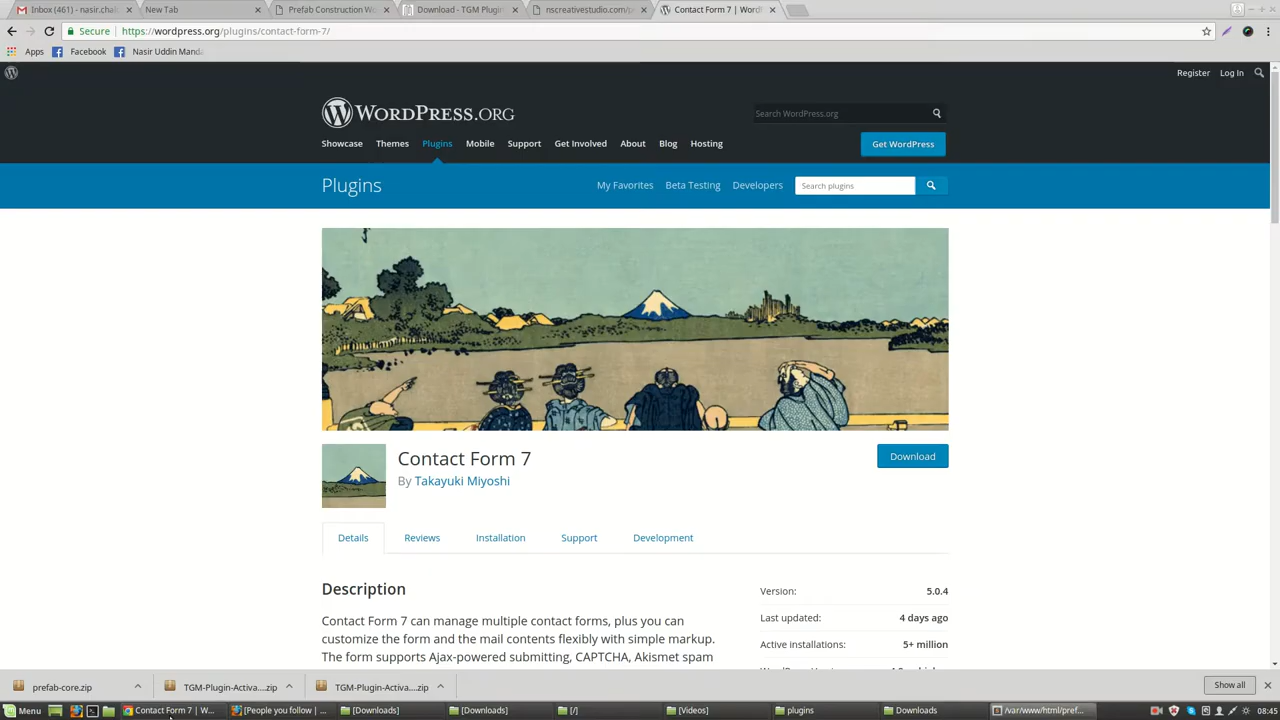 Inbox (461) - nasir.chai
New Tab
Prefab Construction Wo
Download - TGM Plugin
nscreativestudio.com/p
Contact Form 7 | WordP
Secure
https://wordpress.org/plugins/contact-form-7/
Apps
Facebook
Nasir Uddin Manda
Register
Log In
WORDPRESS.ORG
Search WordPress.org
Showcase
Themes
Plugins
Mobile
Support
Get Involved
About
Blog
Hosting
Get WordPress
Plugins
My Favorites
Beta Testing
Developers
Search plugins
Contact Form 7
By Takayuki Miyoshi
Download
Details
Reviews
Installation
Support
Development
Description
Contact Form 7 can manage multiple contact forms, plus you can
customize the form and the mail contents flexibly with simple markup.
The form supports Ajax-powered submitting, CAPTCHA, Akismet spam
Version: 5.0.4
Last updated: 4 days ago
Active installations: 5+ million
prefab-core.zip
TGM-Plugin-Activa....zip
TGM-Plugin-Activa....zip
Show all
Menu
Contact Form 7 | W...
[People you follow | ...
[Downloads]
[Downloads]
[/]
[Videos]
plugins
Downloads
/var/www/html/pref...
08:45